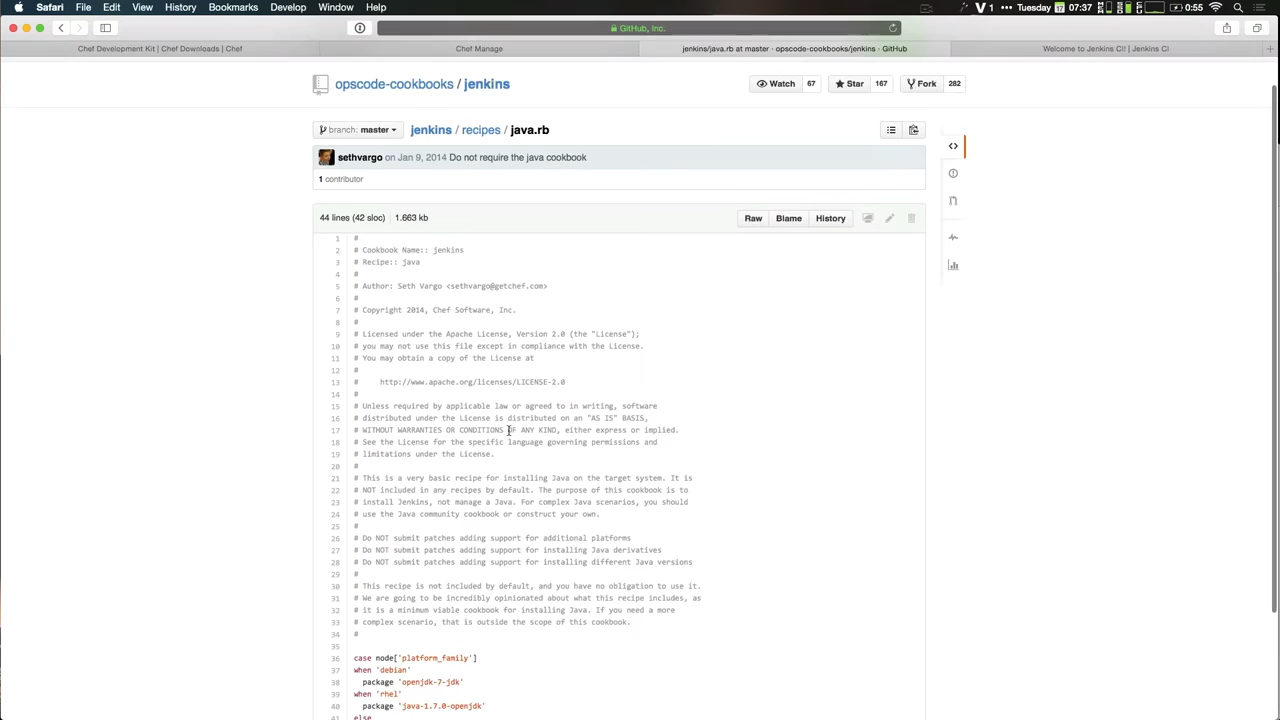 Safari File Edit View History Bookmarks Develop Window Help
Tuesday 07:37
GitHub, Inc.
Chef Development Kit | Chef Downloads | Chef
Chef Manage
jenkins/java.rb at master · opscode-cookbooks/jenkins · GitHub
Welcome to Jenkins CI! | Jenkins CI
opscode-cookbooks / jenkins
Watch 67 Star 167 Fork 282
branch: master jenkins / recipes / java.rb
sethvargo on Jan 9, 2014 Do not require the java cookbook
1 contributor
44 lines (42 sloc) 1.663 kb
Raw Blame History
1 #
2 # Cookbook Name:: jenkins
3 # Recipe:: java
4 #
5 # Author: Seth Vargo <sethvargo@getchef.com>
6 #
7 # Copyright 2014, Chef Software, Inc.
8 #
9 # Licensed under the Apache License, Version 2.0 (the "License");
10 # you may not use this file except in compliance with the License.
11 # You may obtain a copy of the License at
12 #
13 # http://www.apache.org/licenses/LICENSE-2.0
14 #
15 # Unless required by applicable law or agreed to in writing, software
16 # distributed under the License is distributed on an "AS IS" BASIS,
17 # WITHOUT WARRANTIES OR CONDITIONS OF ANY KIND, either express or implied.
18 # See the License for the specific language governing permissions and
19 # limitations under the License.
20 #
21 # This is a very basic recipe for installing Java on the target system. It is
22 # NOT included in any recipes by default. The purpose of this cookbook is to
23 # install Jenkins, not manage a Java. For complex Java scenarios, you should
24 # use the Java community cookbook or construct your own.
25 #
26 # Do NOT submit patches adding support for additional platforms
27 # Do NOT submit patches adding support for installing Java derivatives
28 # Do NOT submit patches adding support for installing different Java versions
29 #
30 # This recipe is not included by default, and you have no obligation to use it.
31 # We are going to be incredibly opinionated about what this recipe includes, as
32 # it is a minimum viable cookbook for installing Java. If you need a more
33 # complex scenario, that is outside the scope of this cookbook.
34 #
35
36 case node['platform_family']
37 when 'debian'
38 package 'openjdk-7-jdk'
39 when 'rhel'
40 package 'java-1.7.0-openjdk'
41 else